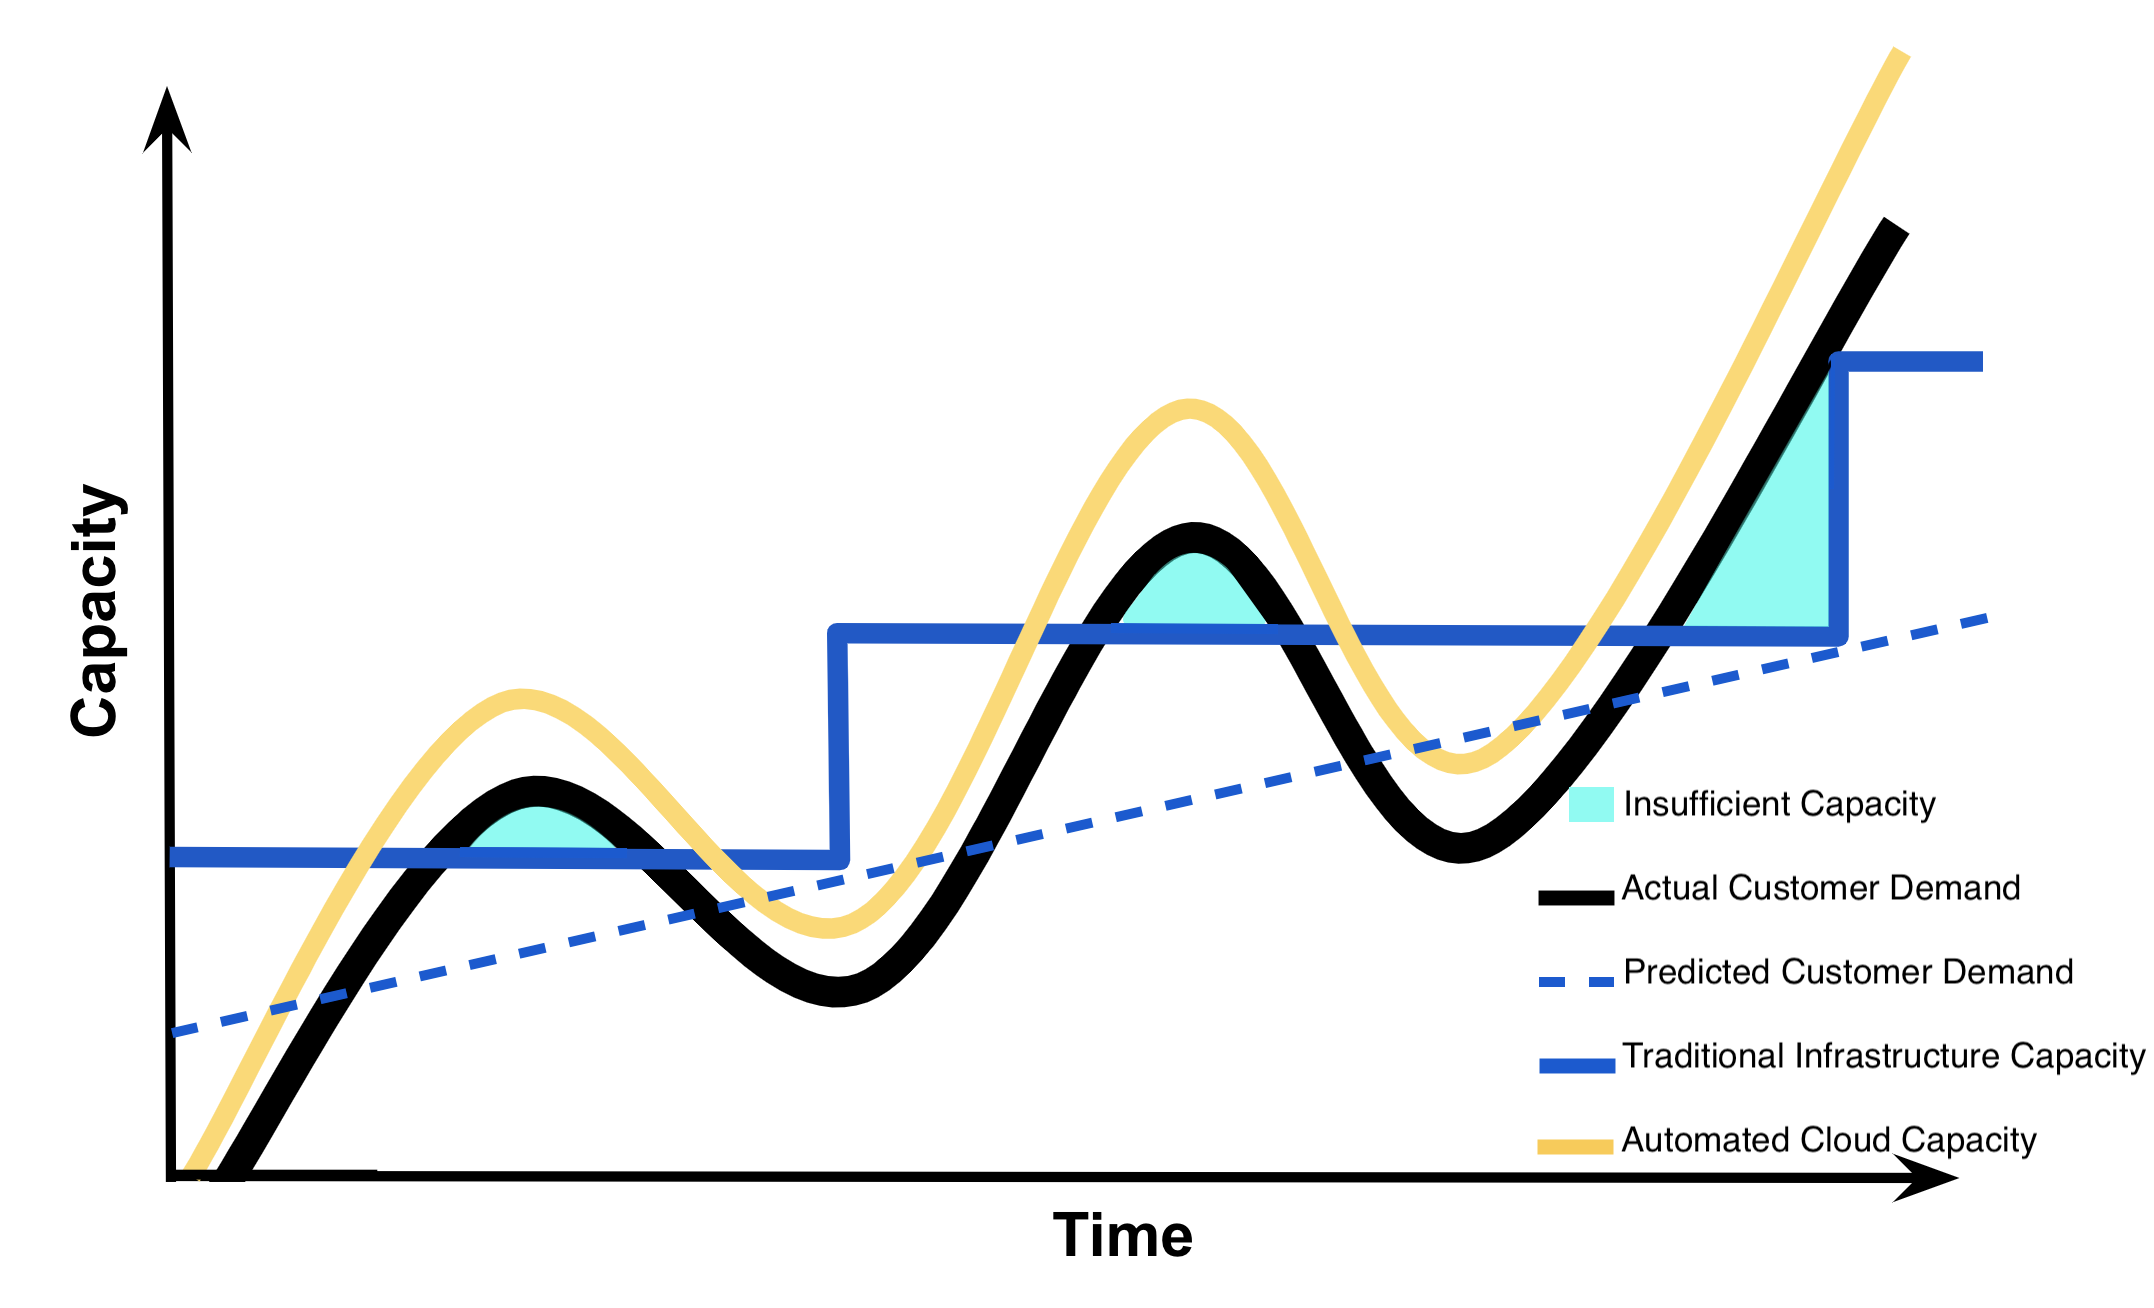 Capacity
Insufficient Capacity
Actual Customer Demand
Predicted Customer Demand
Traditional Infrastructure Capacity
Automated Cloud Capacity
Time